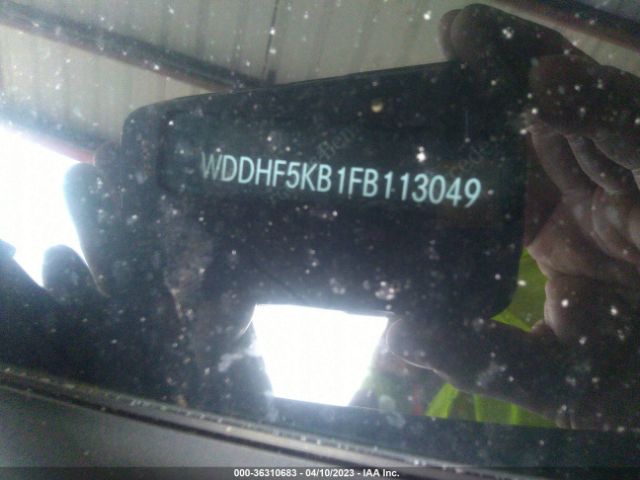 WDDHF5KB1FB113049
000-36310683 - 04/10/2023 - IAA Inc.